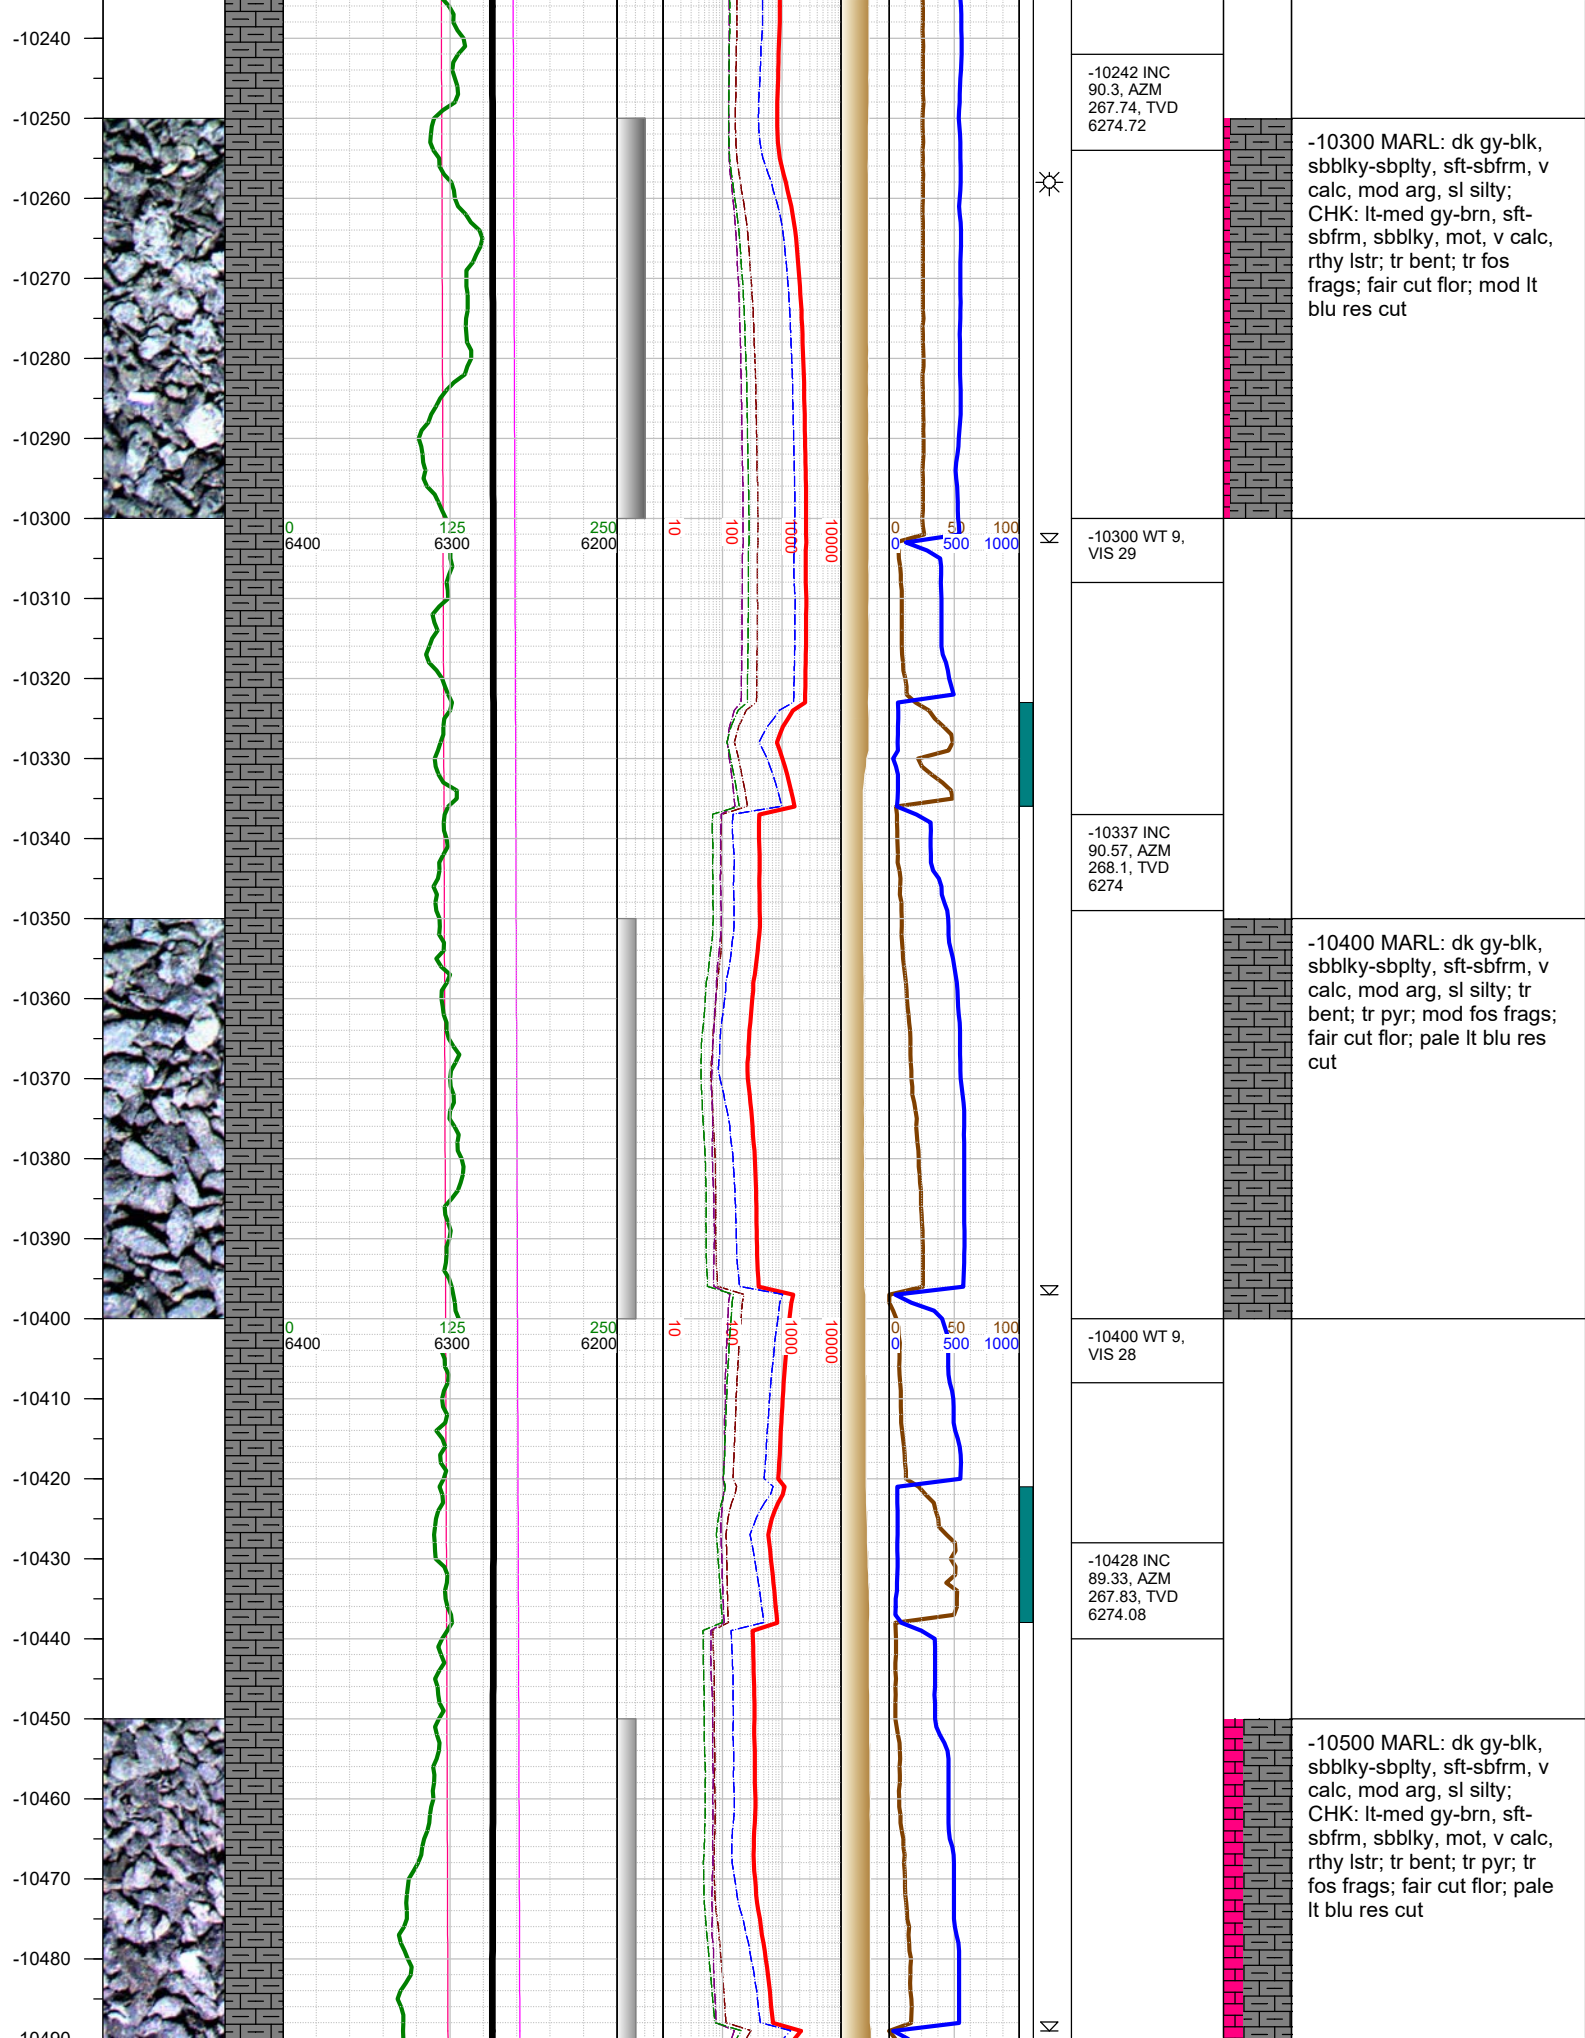 -10240
-10250
-10260
-10270
-10280
-10290
-10300
-10310
-10320
-10330
-10340
-10350
-10360
-10370
-10380
-10390
-10400
-10410
-10420
-10430
-10440
-10450
-10460
-10470
-10480
-10490
0 125 250
6400 6300 6200
10 100 1000 10000
0 50 100
0 500 1000
0 125 250
6400 6300 6200
10 100 1000 10000
0 50 100
0 500 1000
-10242 INC
90.3, AZM
267.74, TVD
6274.72
-10300 WT 9,
VIS 29
-10337 INC
90.57, AZM
268.1, TVD
6274
-10400 WT 9,
VIS 28
-10428 INC
89.33, AZM
267.83, TVD
6274.08
-10300 MARL: dk gy-blk,
sbblky-sbplty, sft-sbfrm, v
calc, mod arg, sl silty;
CHK: lt-med gy-brn, sft-
sbfrm, sbblky, mot, v calc,
rthy lstr; tr bent; tr fos
frags; fair cut flor; mod lt
blu res cut
-10400 MARL: dk gy-blk,
sbblky-sbplty, sft-sbfrm, v
calc, mod arg, sl silty; tr
bent; tr pyr; mod fos frags;
fair cut flor; pale lt blu res
cut
-10500 MARL: dk gy-blk,
sbblky-sbplty, sft-sbfrm, v
calc, mod arg, sl silty;
CHK: lt-med gy-brn, sft-
sbfrm, sbblky, mot, v calc,
rthy lstr; tr bent; tr pyr; tr
fos frags; fair cut flor; pale
lt blu res cut